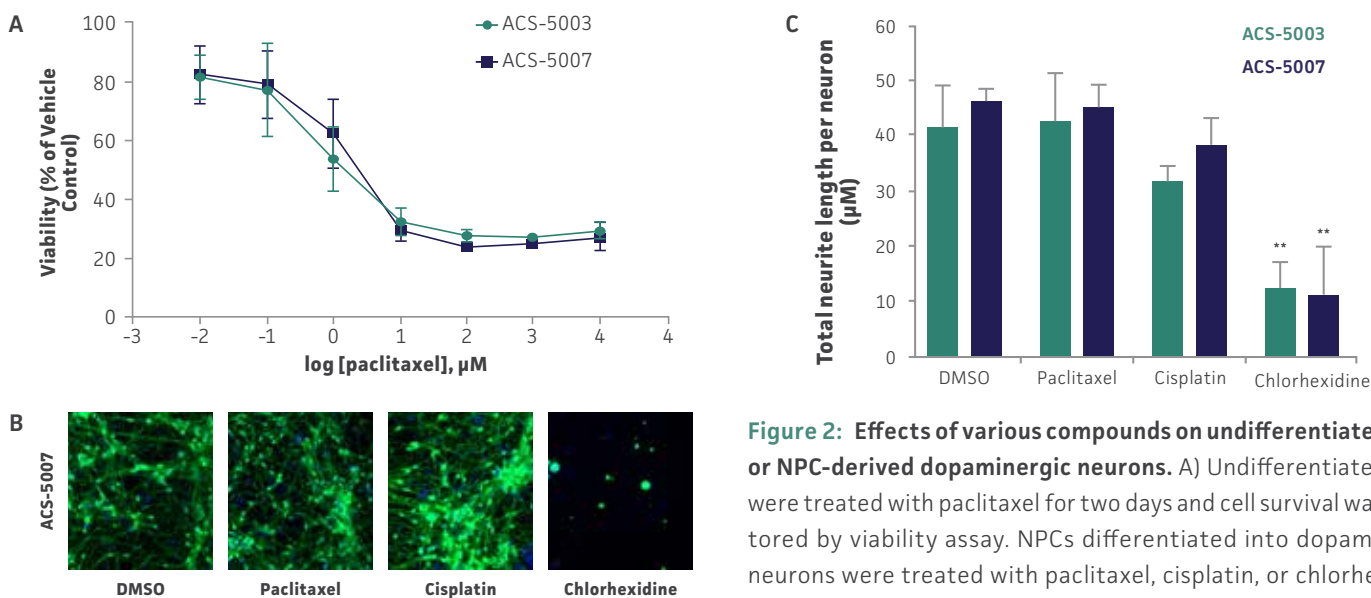 A
ACS-5003
ACS-5007
Viability (% of Vehicle
Control)
100
80
60
40
20
0
-3
-2
-1
0
1
2
3
4
4
log [paclitaxel], µM
B
ACS-5007
DMSO
Paclitaxel
Cisplatin
Chlorhexidine
C
ACS-5003
ACS-5007
Total neurite length per neuron
(µM)
60
50
40
30
20
10
0
**
**
DMSO
Paclitaxel
Cisplatin
Chlorhexidine
Figure 2: Effects of various compounds on undifferentiate
or NPC-derived dopaminergic neurons. A) Undifferentiate
were treated with paclitaxel for two days and cell survival wa
tored by viability assay. NPCs differentiated into dopam
neurons were treated with paclitaxel, cisplatin, or chlorhe